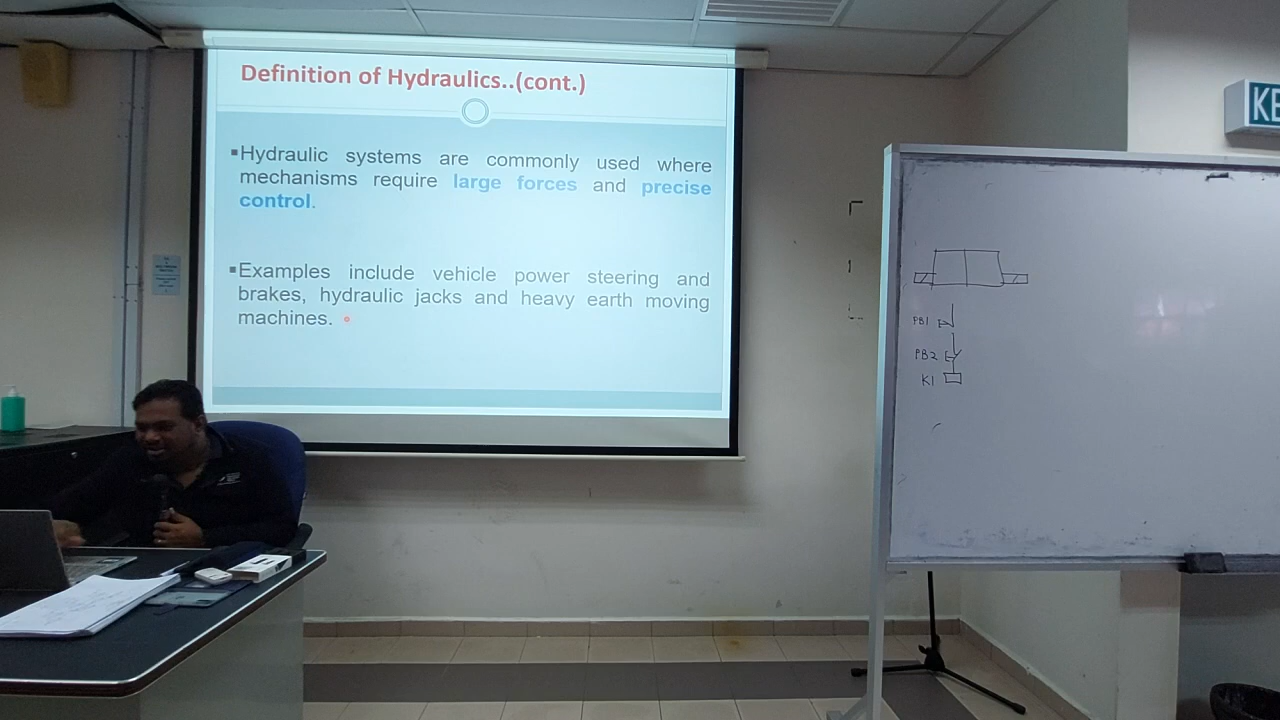 Definition of Hydraulics..(cont.)
▪Hydraulic systems are commonly used where
mechanisms require large forces and precise
control.
▪Examples include vehicle power steering and
brakes, hydraulic jacks and heavy earth moving
machines.
KE
PB1
PB2
K1